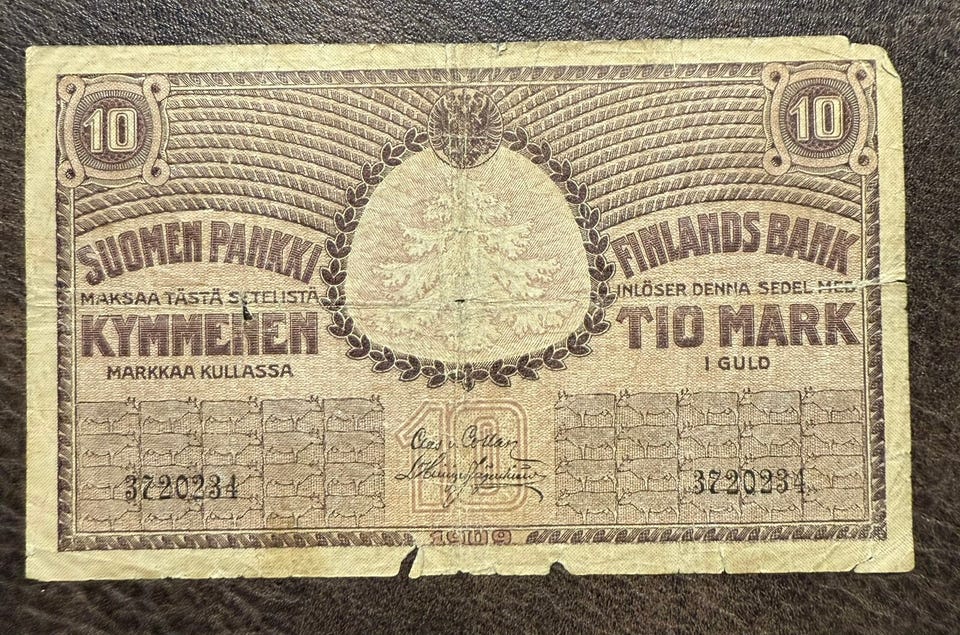 10
10
SUOMEN PANKKI
MAKSAA TÄSTÄ SETELISTÄ
KYMMENEN
MARKKAA KULLASSA
FINLANDS BANK
INLÖSER DENNA SEDEL MED
TIO MARK
I GULD
10
3720234
3720234
1909